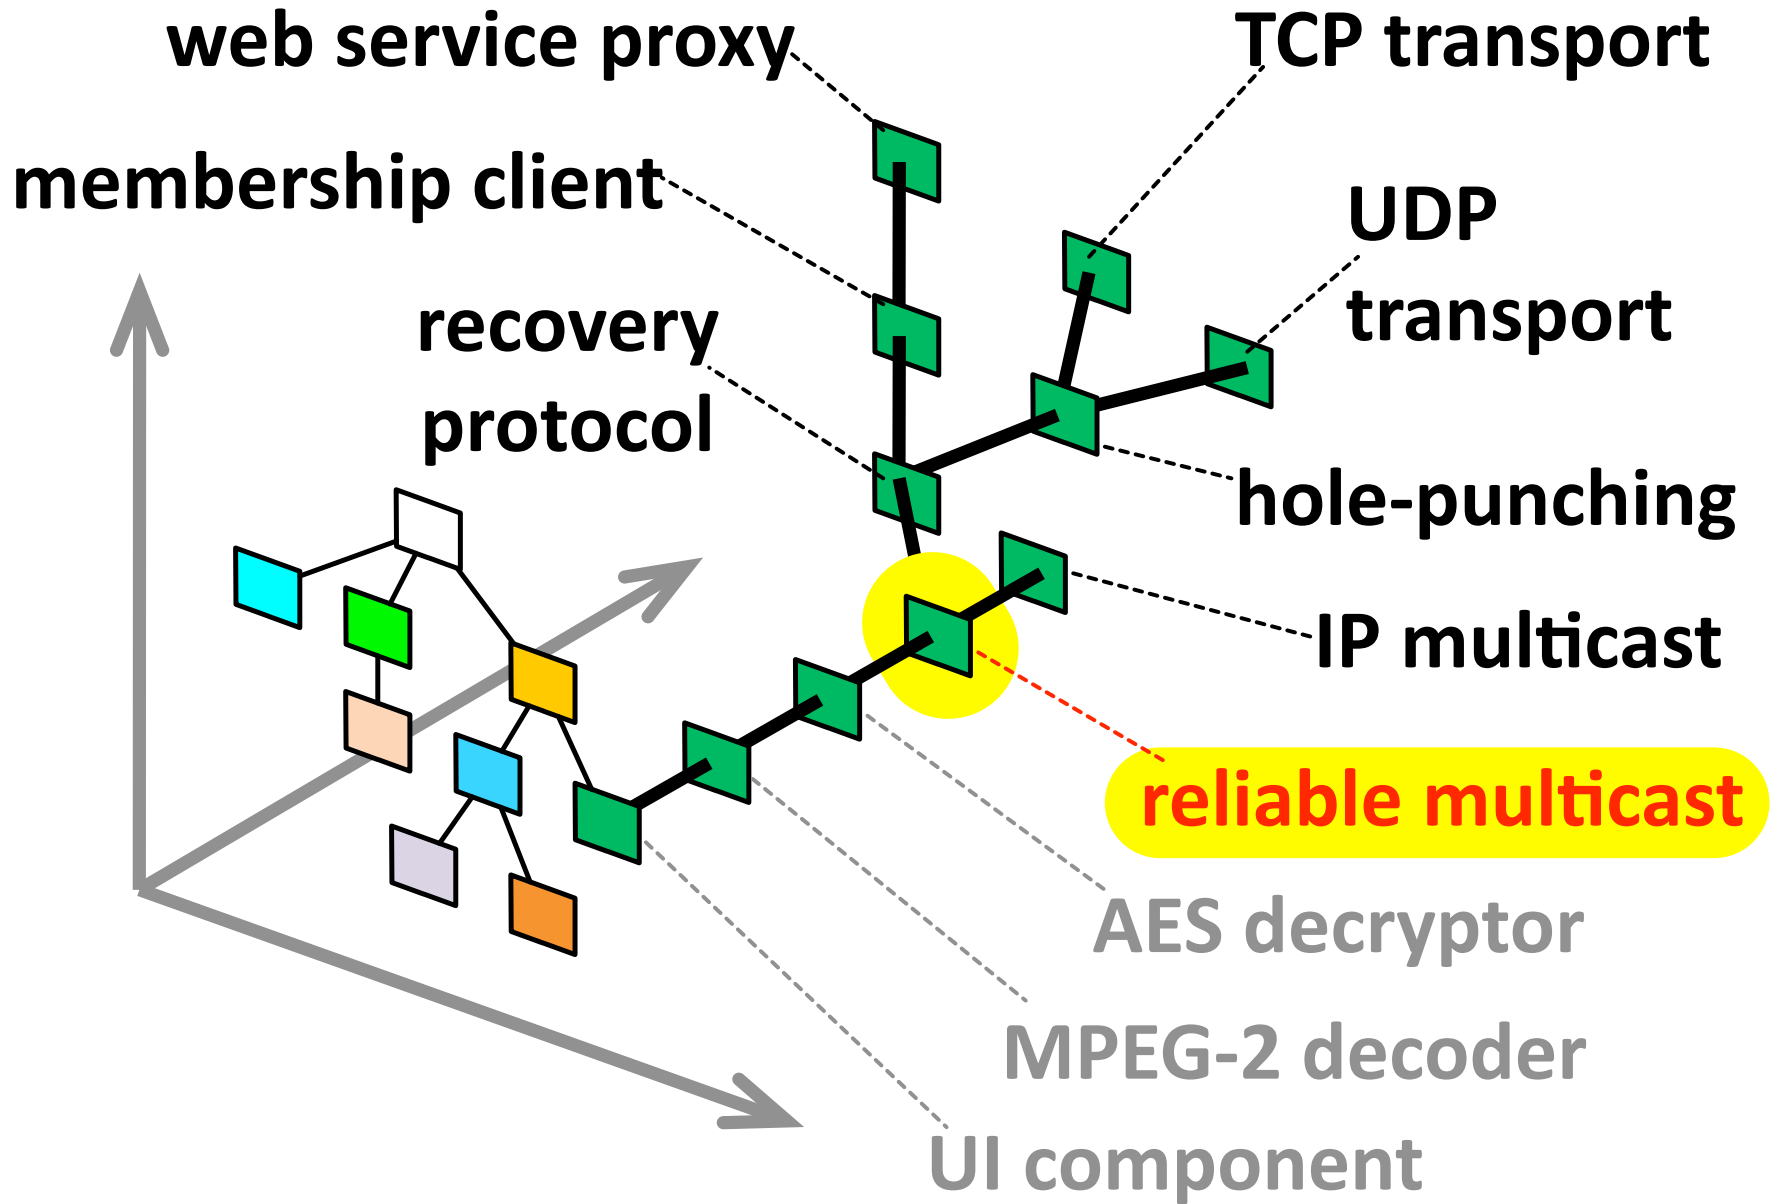 web service proxy
TCP transport
membership client
UDP
transport
recovery
protocol
hole-punching
IP multicast
reliable multicast
AES decryptor
MPEG-2 decoder
UI component